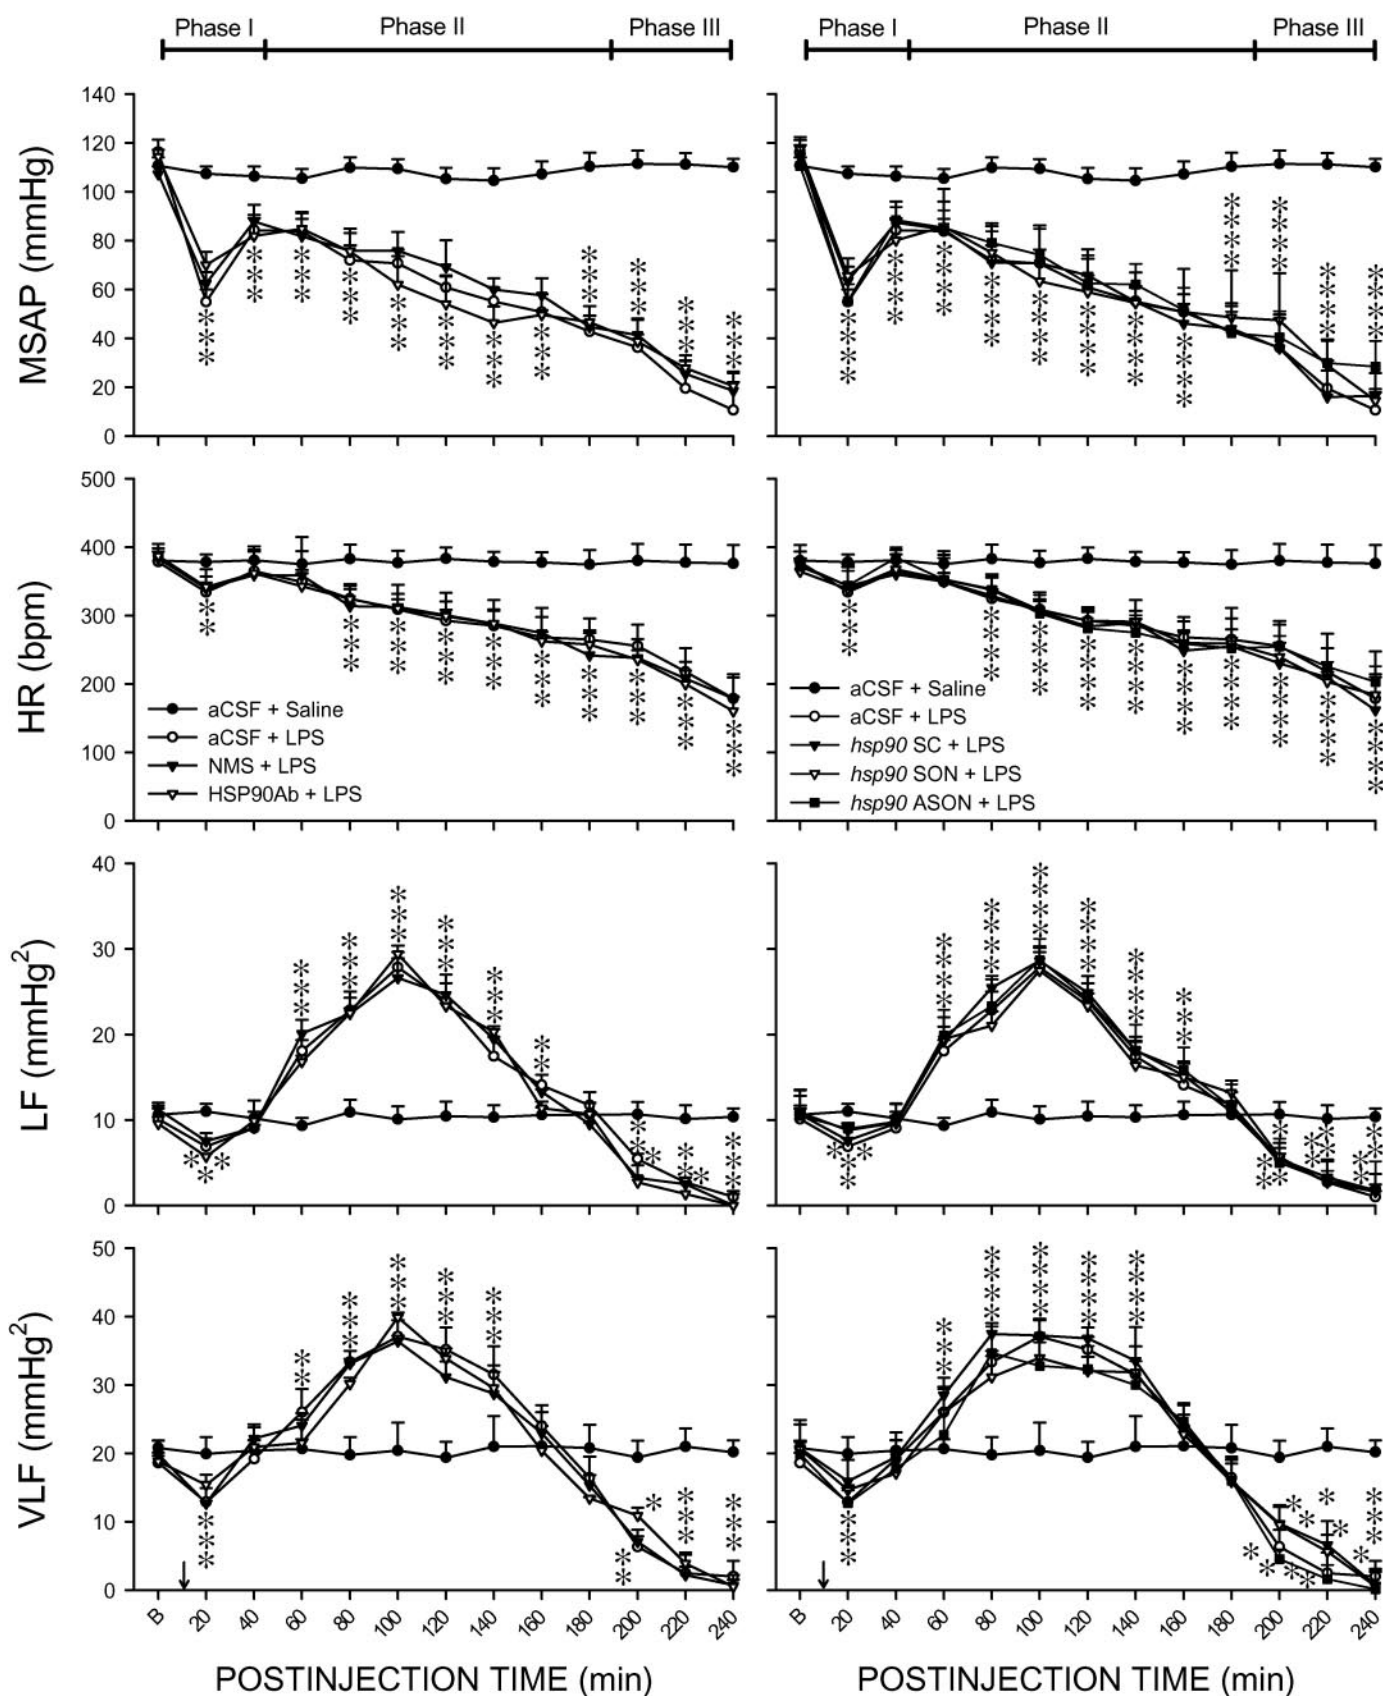 Phase I Phase II Phase III Phase I Phase II Phase III
MSAP (mmHg)
140
120
100
80
60
40
20
0
HR (bpm)
500
400
300
200
100
0
aCSF + Saline
aCSF + LPS
NMS + LPS
HSP90Ab + LPS
aCSF + Saline
aCSF + LPS
hsp90 SC + LPS
hsp90 SON + LPS
hsp90 ASON + LPS
LF (mmHg²)
40
30
20
10
0
VLF (mmHg²)
50
40
30
20
10
0
B 20 40 60 80 100 120 140 160 180 200 220 240
B 20 40 60 80 100 120 140 160 180 200 220 240
POSTINJECTION TIME (min) POSTINJECTION TIME (min)